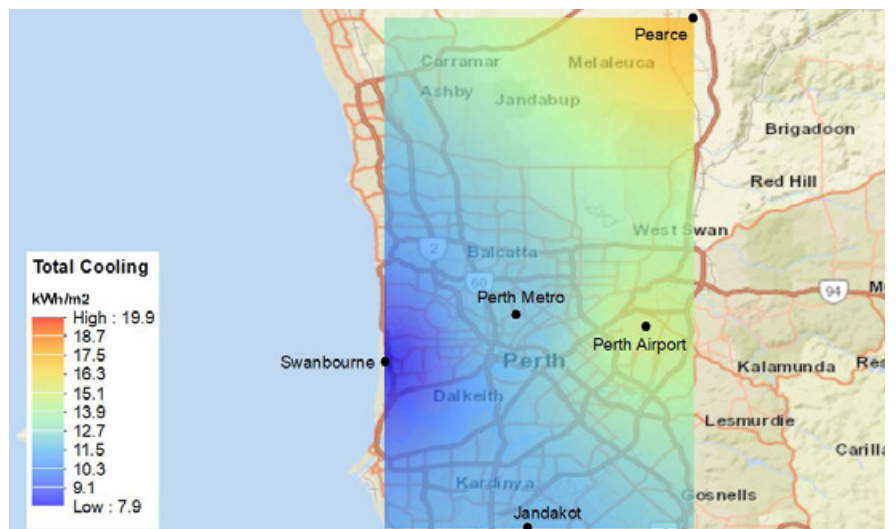 Pearce
Carramar
Melaleuca
Ashby
Jandabup
Brigadoon
Red Hill
West Swan
2
Balcatta
60
Total Cooling
kWh/m2
High : 19.9
18.7
17.5
16.3
15.1
13.9
12.7
11.5
10.3
9.1
Low : 7.9
94
Perth Metro
Perth Airport
Swanbourne
Perth
Kalamunda
Dalkeith
Lesmurdie
Kardinya
Gosnells
Jandakot